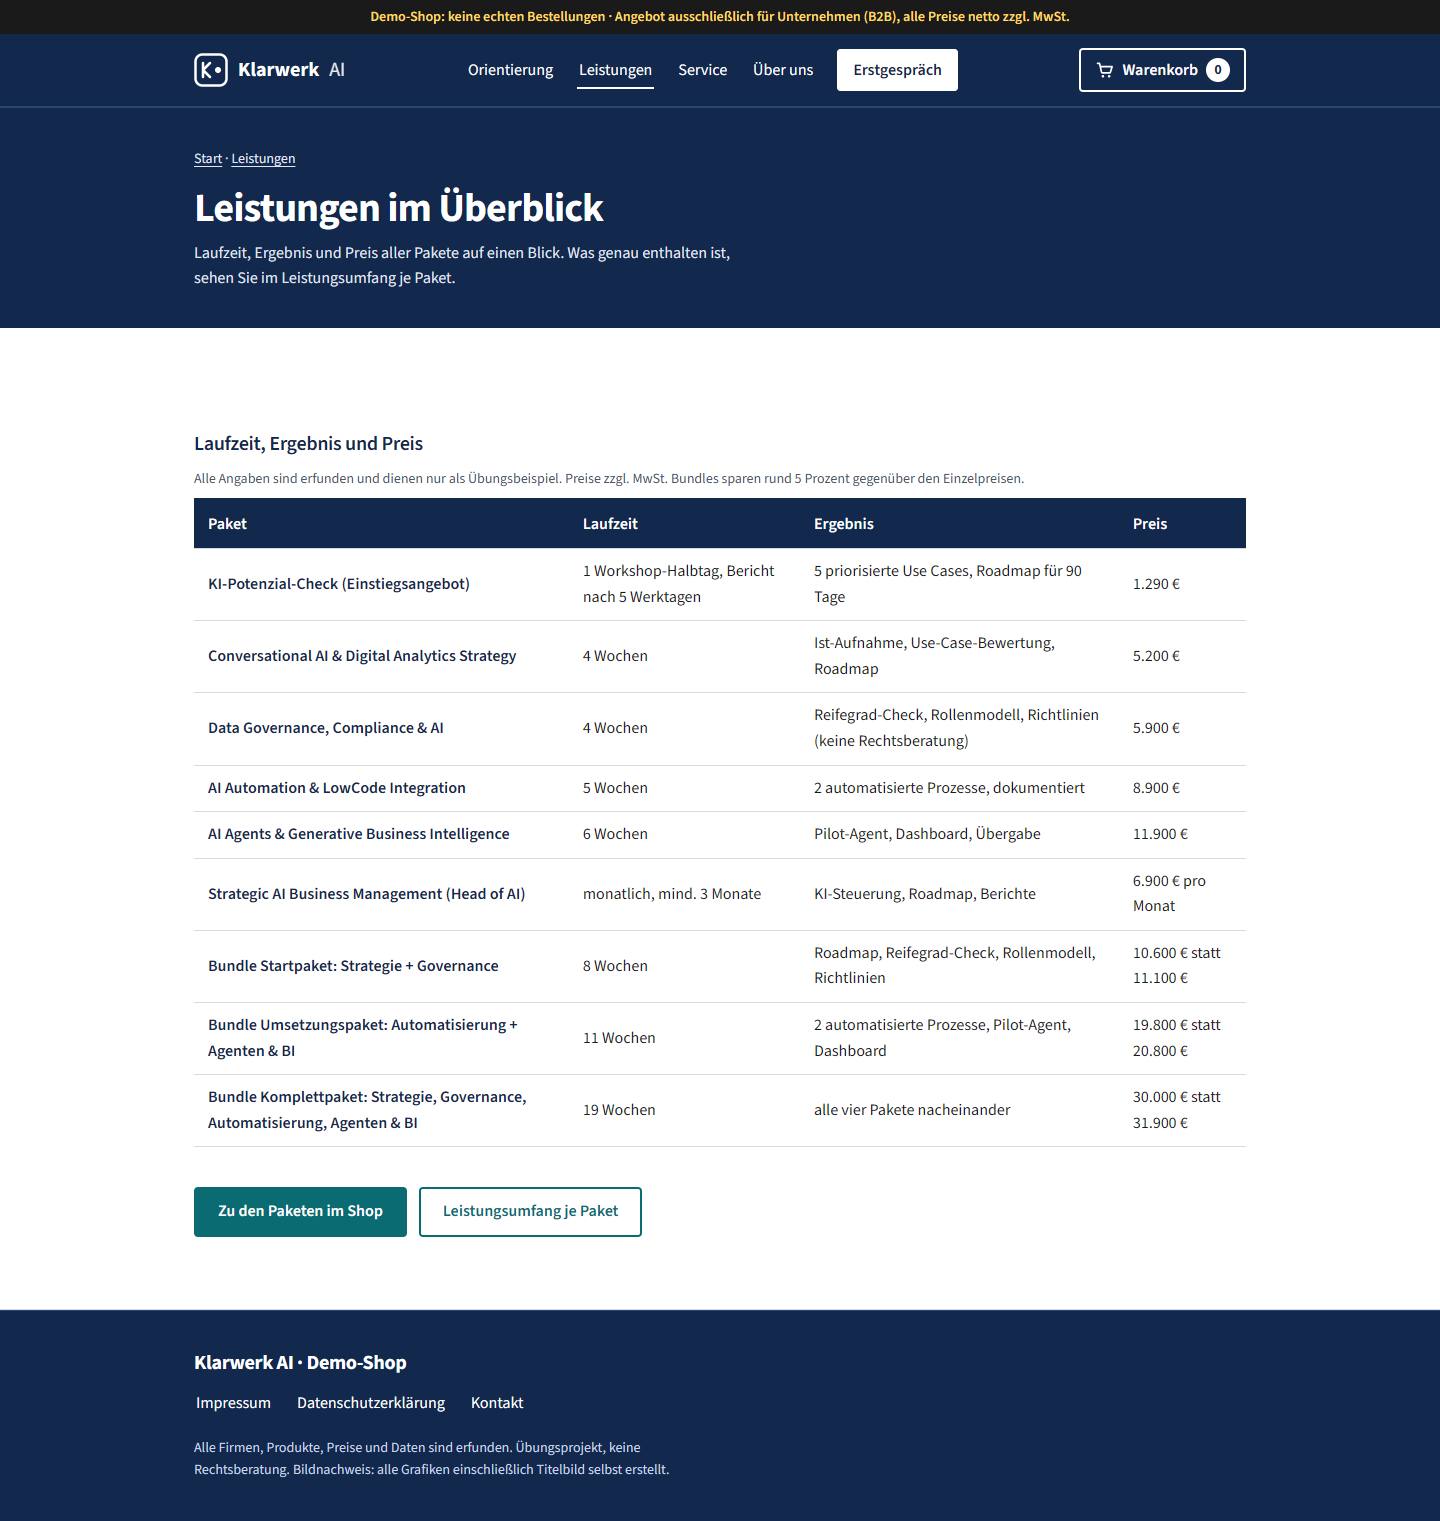 Demo-Shop: keine echten Bestellungen · Angebot ausschließlich für Unternehmen (B2B), alle Preise netto zzgl. MwSt.
K Klarwerk AI
Orientierung Leistungen Service Über uns Erstgespräch Warenkorb 0
Start · Leistungen
Leistungen im Überblick
Laufzeit, Ergebnis und Preis aller Pakete auf einen Blick. Was genau enthalten ist,
sehen Sie im Leistungsumfang je Paket.
Laufzeit, Ergebnis und Preis
Alle Angaben sind erfunden und dienen nur als Übungsbeispiel. Preise zzgl. MwSt. Bundles sparen rund 5 Prozent gegenüber den Einzelpreisen.
Paket Laufzeit Ergebnis Preis
KI-Potenzial-Check (Einstiegsangebot)
1 Workshop-Halbtag, Bericht
nach 5 Werktagen
5 priorisierte Use Cases, Roadmap für 90
Tage
1.290 €
Conversational AI & Digital Analytics Strategy
4 Wochen
Ist-Aufnahme, Use-Case-Bewertung,
Roadmap
5.200 €
Data Governance, Compliance & AI
4 Wochen
Reifegrad-Check, Rollenmodell, Richtlinien
(keine Rechtsberatung)
5.900 €
AI Automation & LowCode Integration
5 Wochen
2 automatisierte Prozesse, dokumentiert
8.900 €
AI Agents & Generative Business Intelligence
6 Wochen
Pilot-Agent, Dashboard, Übergabe
11.900 €
Strategic AI Business Management (Head of AI)
monatlich, mind. 3 Monate
KI-Steuerung, Roadmap, Berichte
6.900 € pro
Monat
Bundle Startpaket: Strategie + Governance
8 Wochen
Roadmap, Reifegrad-Check, Rollenmodell,
Richtlinien
10.600 € statt
11.100 €
Bundle Umsetzungspaket: Automatisierung +
Agenten & BI
11 Wochen
2 automatisierte Prozesse, Pilot-Agent,
Dashboard
19.800 € statt
20.800 €
Bundle Komplettpaket: Strategie, Governance,
Automatisierung, Agenten & BI
19 Wochen
alle vier Pakete nacheinander
30.000 € statt
31.900 €
Zu den Paketen im Shop
Leistungsumfang je Paket
Klarwerk AI · Demo-Shop
Impressum Datenschutzerklärung Kontakt
Alle Firmen, Produkte, Preise und Daten sind erfunden. Übungsprojekt, keine
Rechtsberatung. Bildnachweis: alle Grafiken einschließlich Titelbild selbst erstellt.